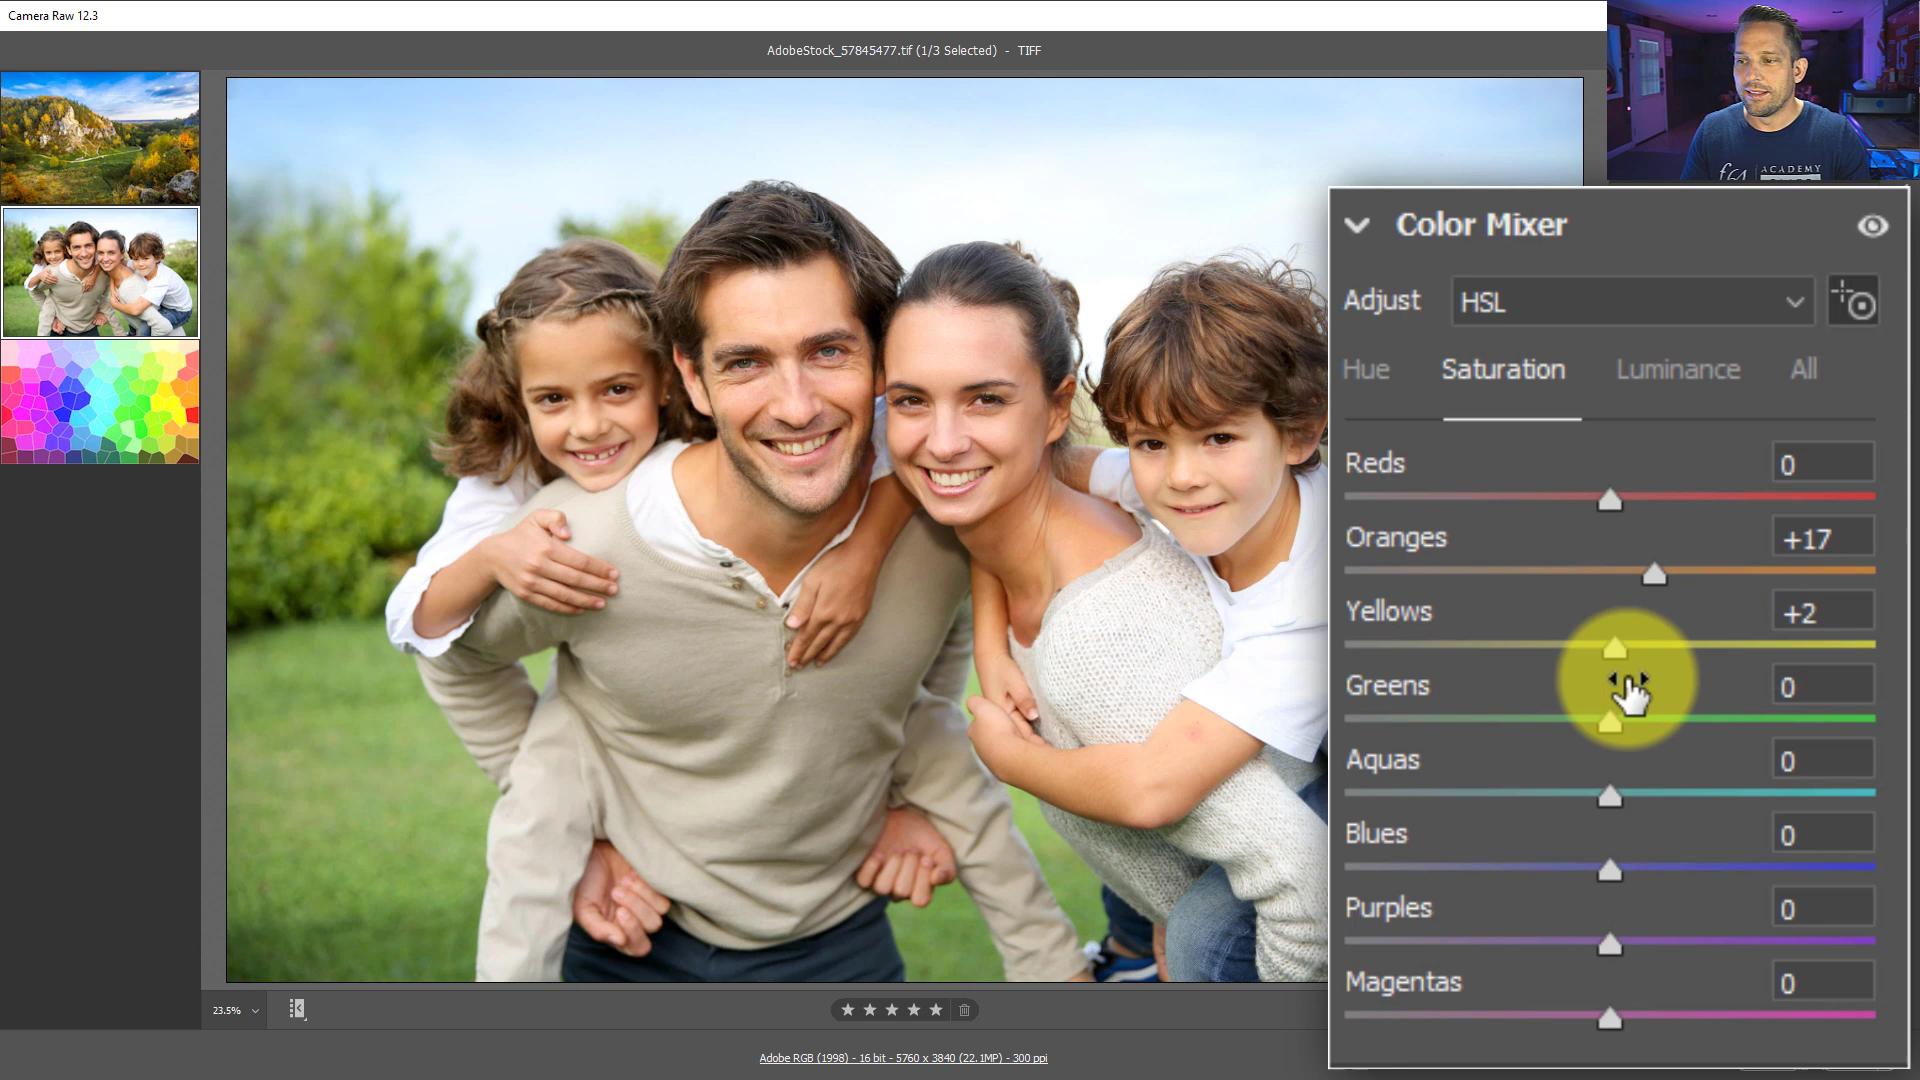 Camera Raw 12.3
AdobeStock_57845477.tif (1/3 Selected) - TIFF
ACADEMY
Color Mixer
Adjust HSL
Hue Saturation Luminance All
Reds 0
Oranges +17
Yellows +2
Greens 0
Aquas 0
Blues 0
Purples 0
Magentas 0
23.5%
Adobe RGB (1998) - 16 bit - 5760 x 3840 (22.1MP) - 300 ppi